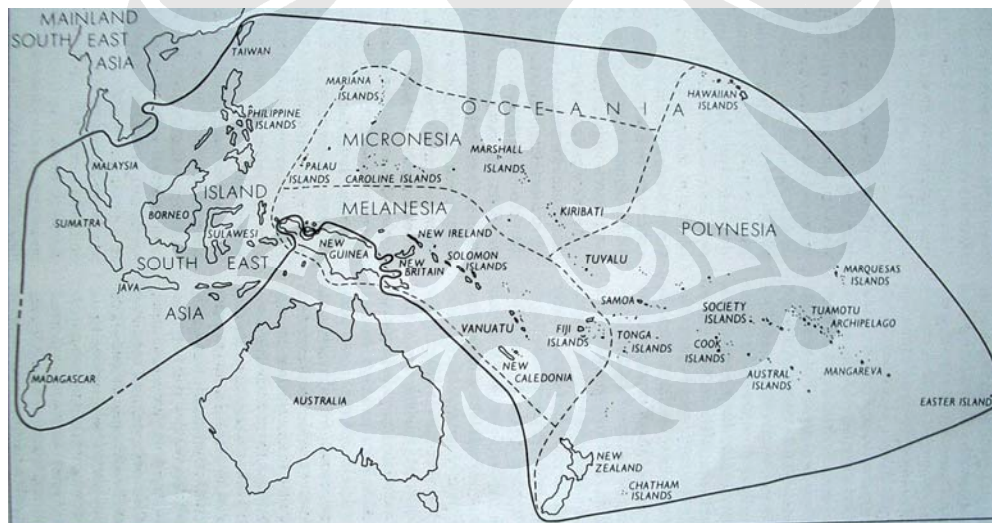 MAINLAND
SOUTH EAST
ASIA
TAIWAN
PHILIPPINE
ISLANDS
MARIANA
ISLANDS
OCEANIA
HAWAIIAN
ISLANDS
MICRONESIA
MARSHALL
ISLANDS
PALAU
ISLANDS
CAROLINE ISLANDS
MALAYSIA
ISLAND
SOUTH EAST
ASIA
SUMATRA
BORNEO
SULAWESI
JAVA
MELANESIA
NEW
GUINEA
NEW IRELAND
NEW
BRITAIN
SOLOMON
ISLANDS
KIRIBATI
TUVALU
POLYNESIA
MARQUESAS
ISLANDS
SAMOA
SOCIETY
ISLANDS
TUAMOTU
ARCHIPELAGO
VANUATU
FIJI
ISLANDS
TONGA
ISLANDS
COOK
ISLANDS
NEW
CALEDONIA
AUSTRAL
ISLANDS
MANGAREVA
EASTER ISLAND
MADAGASCAR
AUSTRALIA
NEW
ZEALAND
CHATHAM
ISLANDS